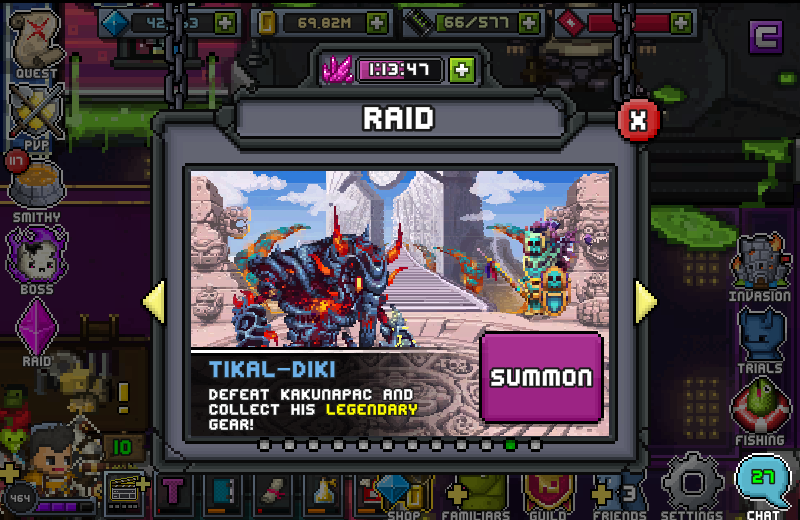 69.82M
66/577
QUEST
1:13:47
RAID
X
PVP
117
SMITHY
BOSS
RAID
INVASION
TRIALS
FISHING
TIKAL-DIKI
DEFEAT KAKUNAPAC AND
COLLECT HIS LEGENDARY
GEAR!
SUMMON
10
464
T
SHOP
FAMILIARS
GUILD
3
FRIENDS
SETTINGS
27
CHAT